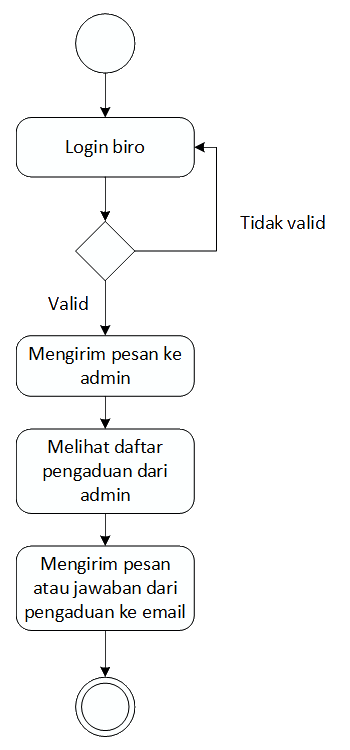 Login biro
Tidak valid
Valid
Mengirim pesan ke
admin
Melihat daftar
pengaduan dari
admin
Mengirim pesan
atau jawaban dari
pengaduan ke email